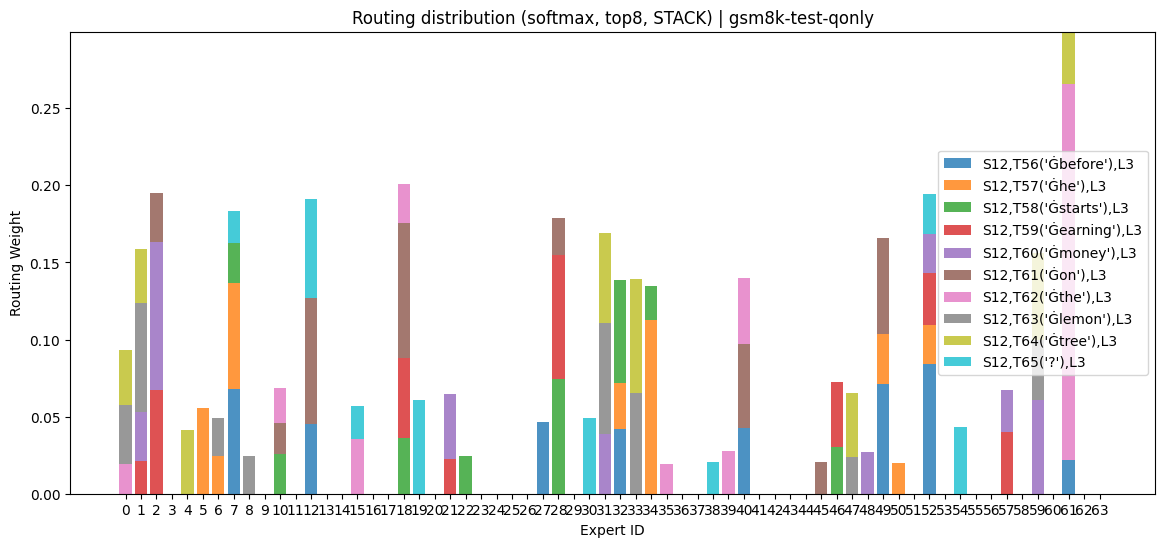 Routing distribution (softmax, top8, STACK) | gsm8k-test-qonly
Routing Weight
0.25
0.20
0.15
0.10
0.05
0.00
S12,T56('Ġbefore'),L3
S12,T57('Ġhe'),L3
S12,T58('Ġstarts'),L3
S12,T59('Ġearning'),L3
S12,T60('Ġmoney'),L3
S12,T61('Ġon'),L3
S12,T62('Ġthe'),L3
S12,T63('Ġlemon'),L3
S12,T64('Ġtree'),L3
S12,T65('?'),L3
0 1 2 3 4 5 6 7 8 9 10 11 12 13 14 15 16 17 18 19 20 21 22 23 24 25 26 27 28 29 30 31 32 33 34 35 36 37 38 39 40 41 42 43 44 45 46 47 48 49 50 51 52 53 54 55 56 57 58 59 60 61 62 63
Expert ID